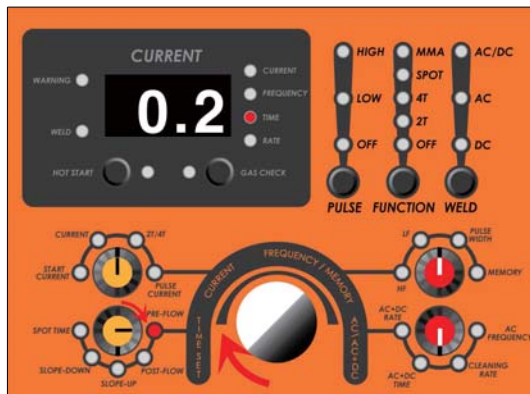 CURRENT
WARNING
WELD
0.2
CURRENT
FREQUENCY
TIME
RATE
HOT START
GAS CHECK
HIGH
LOW
OFF
PULSE
MMA
SPOT
4T
2T
OFF
FUNCTION
AC/DC
AC
DC
WELD
CURRENT
2T/4T
START
CURRENT
PULSE
CURRENT
SPOT TIME
PRE-FLOW
SLOPE-DOWN
SLOPE-UP
POST-FLOW
TIME SET
CURRENT
FREQUENCY / MEMORY
AC/AC+DC
LF
PULSE
WIDTH
HF
MEMORY
AC+DC
RATE
AC
FREQUENCY
AC+DC
TIME
CLEANING
RATE